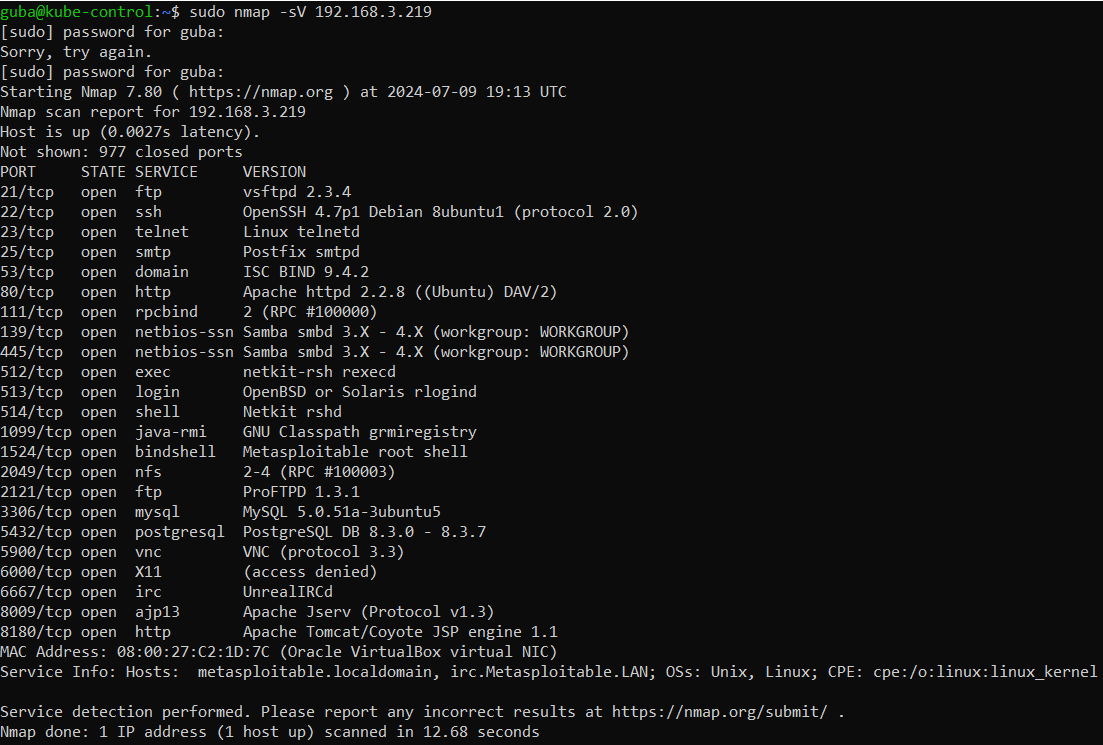 guba@kube-control:~$ sudo nmap -sV 192.168.3.219
[sudo] password for guba:
Sorry, try again.
[sudo] password for guba:
Starting Nmap 7.80 ( https://nmap.org ) at 2024-07-09 19:13 UTC
Nmap scan report for 192.168.3.219
Host is up (0.0027s latency).
Not shown: 977 closed ports
PORT     STATE SERVICE     VERSION
21/tcp   open  ftp         vsftpd 2.3.4
22/tcp   open  ssh         OpenSSH 4.7p1 Debian 8ubuntu1 (protocol 2.0)
23/tcp   open  telnet      Linux telnetd
25/tcp   open  smtp        Postfix smtpd
53/tcp   open  domain      ISC BIND 9.4.2
80/tcp   open  http        Apache httpd 2.2.8 ((Ubuntu) DAV/2)
111/tcp  open  rpcbind     2 (RPC #100000)
139/tcp  open  netbios-ssn Samba smbd 3.X - 4.X (workgroup: WORKGROUP)
445/tcp  open  netbios-ssn Samba smbd 3.X - 4.X (workgroup: WORKGROUP)
512/tcp  open  exec        netkit-rsh rexecd
513/tcp  open  login       OpenBSD or Solaris rlogind
514/tcp  open  shell       Netkit rshd
1099/tcp open  java-rmi    GNU Classpath grmiregistry
1524/tcp open  bindshell   Metasploitable root shell
2049/tcp open  nfs         2-4 (RPC #100003)
2121/tcp open  ftp         ProFTPD 1.3.1
3306/tcp open  mysql       MySQL 5.0.51a-3ubuntu5
5432/tcp open  postgresql  PostgreSQL DB 8.3.0 - 8.3.7
5900/tcp open  vnc         VNC (protocol 3.3)
6000/tcp open  X11         (access denied)
6667/tcp open  irc         UnrealIRCd
8009/tcp open  ajp13       Apache Jserv (Protocol v1.3)
8180/tcp open  http        Apache Tomcat/Coyote JSP engine 1.1
MAC Address: 08:00:27:C2:1D:7C (Oracle VirtualBox virtual NIC)
Service Info: Hosts:  metasploitable.localdomain, irc.Metasploitable.LAN; OSs: Unix, Linux; CPE: cpe:/o:linux:linux_kernel

Service detection performed. Please report any incorrect results at https://nmap.org/submit/ .
Nmap done: 1 IP address (1 host up) scanned in 12.68 seconds